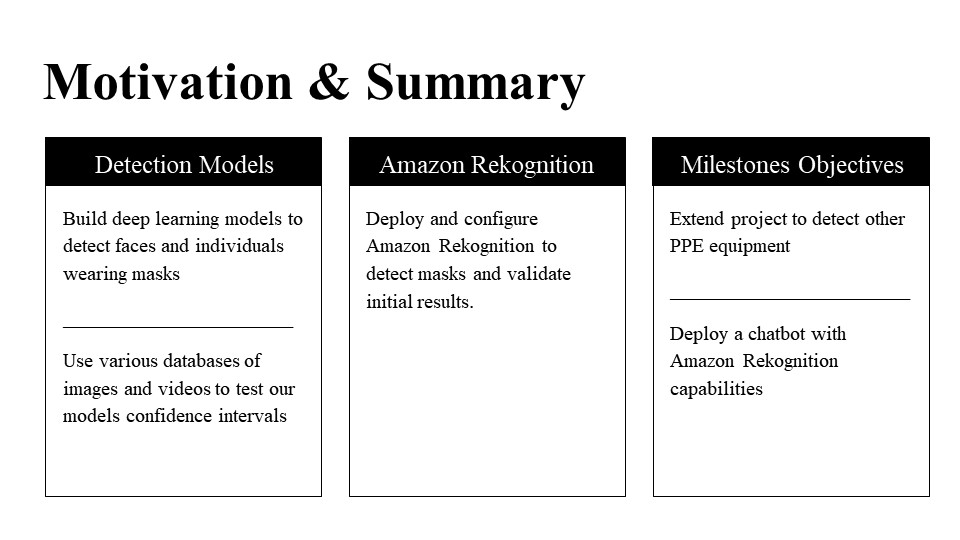 Motivation & Summary
Detection Models
Build deep learning models to
detect faces and individuals
wearing masks
Use various databases of
images and videos to test our
models confidence intervals
Amazon Rekognition
Deploy and configure
Amazon Rekognition to
detect masks and validate
initial results.
Milestones Objectives
Extend project to detect other
PPE equipment
Deploy a chatbot with
Amazon Rekognition
capabilities